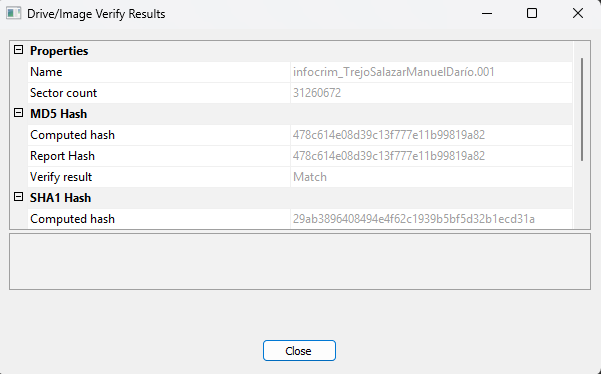 Drive/Image Verify Results
Properties
Name infocrim_TrejoSalazarManuelDarío.001
Sector count 31260672
MD5 Hash
Computed hash 478c614e08d39c13f777e11b99819a82
Report Hash 478c614e08d39c13f777e11b99819a82
Verify result Match
SHA1 Hash
Computed hash 29ab3896408494e4f62c1939b5bf5d32b1ecd31a
Close